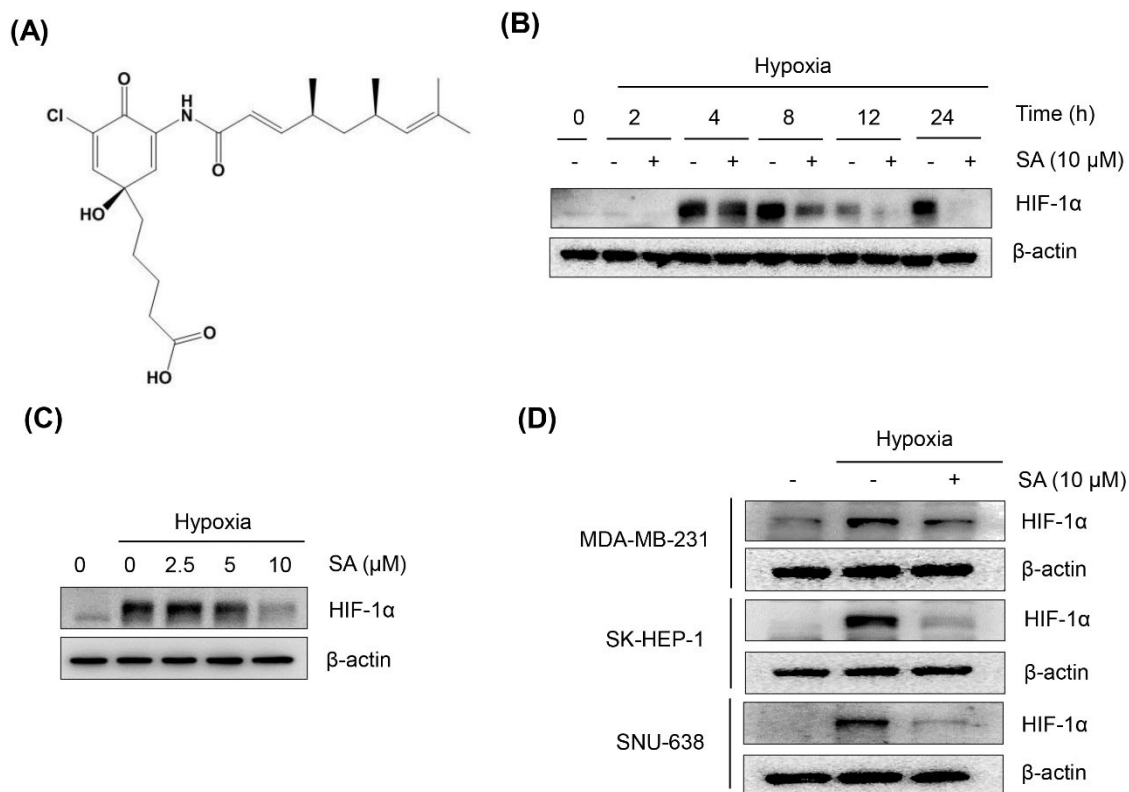 (A)
O
H
N
Cl
O
HO
O
HO
(B)
Hypoxia
0 2 4 8 12 24 Time (h)
- - + - + - + - + - + SA (10 µM)
HIF-1α
β-actin
(C)
Hypoxia
0 0 2.5 5 10 SA (µM)
HIF-1α
β-actin
(D)
Hypoxia
- - + SA (10 µM)
MDA-MB-231
HIF-1α
β-actin
SK-HEP-1
HIF-1α
β-actin
SNU-638
HIF-1α
β-actin